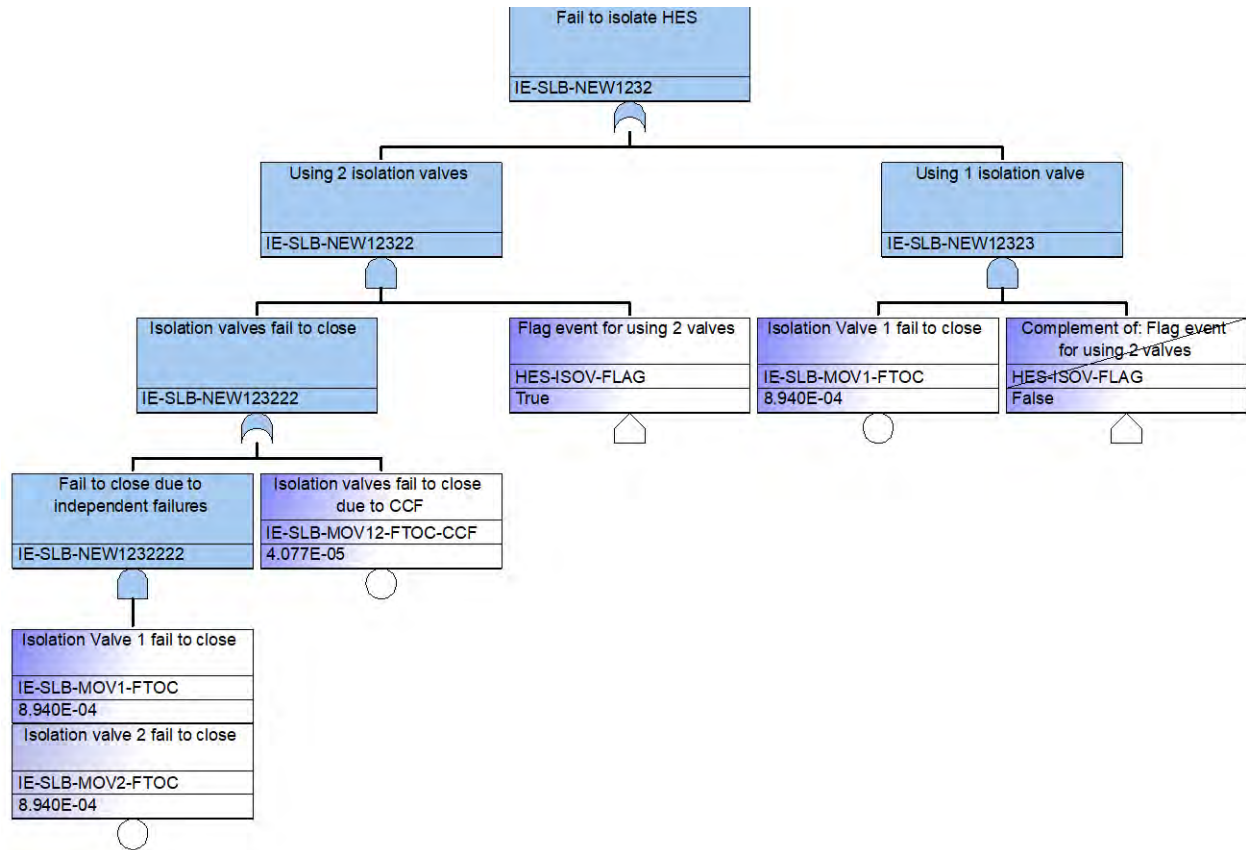 Fail to isolate HES
IE-SLB-NEW1232
Using 2 isolation valves
IE-SLB-NEW12322
Using 1 isolation valve
IE-SLB-NEW12323
Isolation valves fail to close
IE-SLB-NEW123222
Flag event for using 2 valves
HES-ISOV-FLAG
True
Isolation Valve 1 fail to close
IE-SLB-MOV1-FTOC
8.940E-04
Complement of: Flag event
for using 2 valves
HES-ISOV-FLAG
False
Fail to close due to
independent failures
IE-SLB-NEW1232222
Isolation valves fail to close
due to CCF
IE-SLB-MOV12-FTOC-CCF
4.077E-05
Isolation Valve 1 fail to close
IE-SLB-MOV1-FTOC
8.940E-04
Isolation valve 2 fail to close
IE-SLB-MOV2-FTOC
8.940E-04